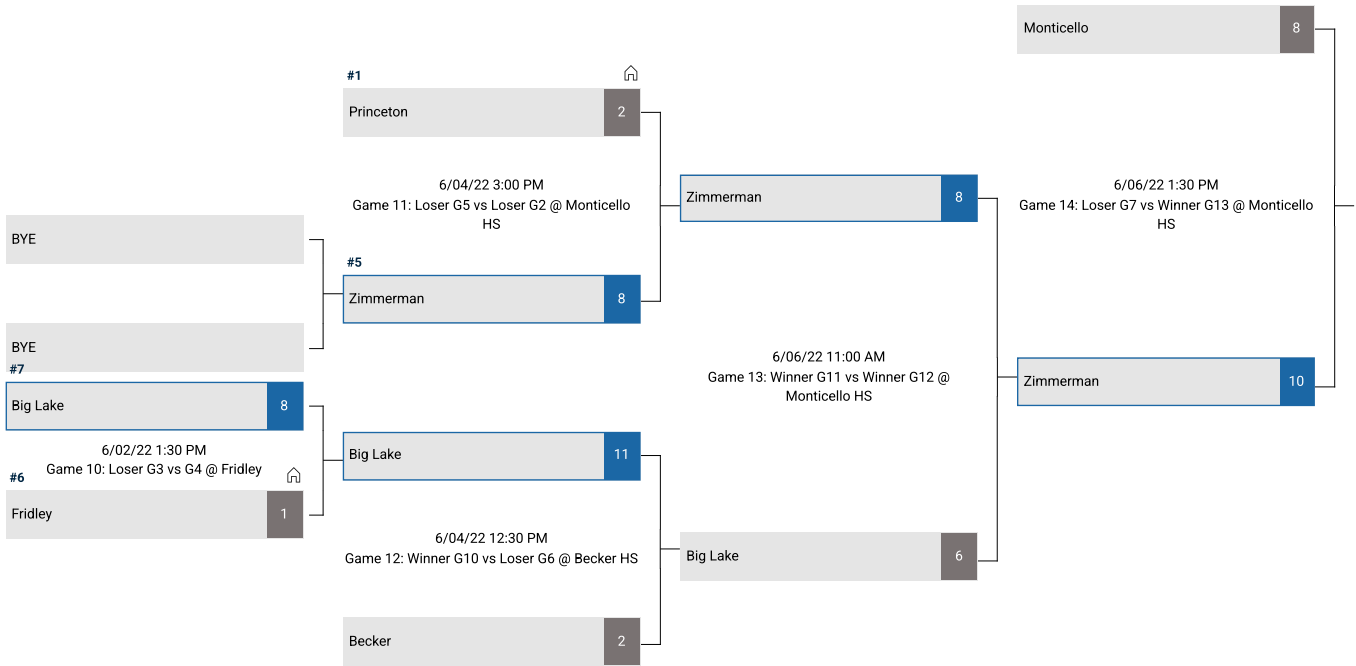 Monticello
8
#1
Princeton
2
6/04/22 3:00 PM
Game 11: Loser G5 vs Loser G2 @ Monticello
HS
#5
Zimmerman
8
BYE
BYE
#7
Big Lake
8
6/02/22 1:30 PM
Game 10: Loser G3 vs G4 @ Fridley
#6
Fridley
1
Big Lake
11
6/04/22 12:30 PM
Game 12: Winner G10 vs Loser G6 @ Becker HS
Becker
2
Zimmerman
8
6/06/22 11:00 AM
Game 13: Winner G11 vs Winner G12 @
Monticello HS
Big Lake
6
6/06/22 1:30 PM
Game 14: Loser G7 vs Winner G13 @ Monticello
HS
Zimmerman
10